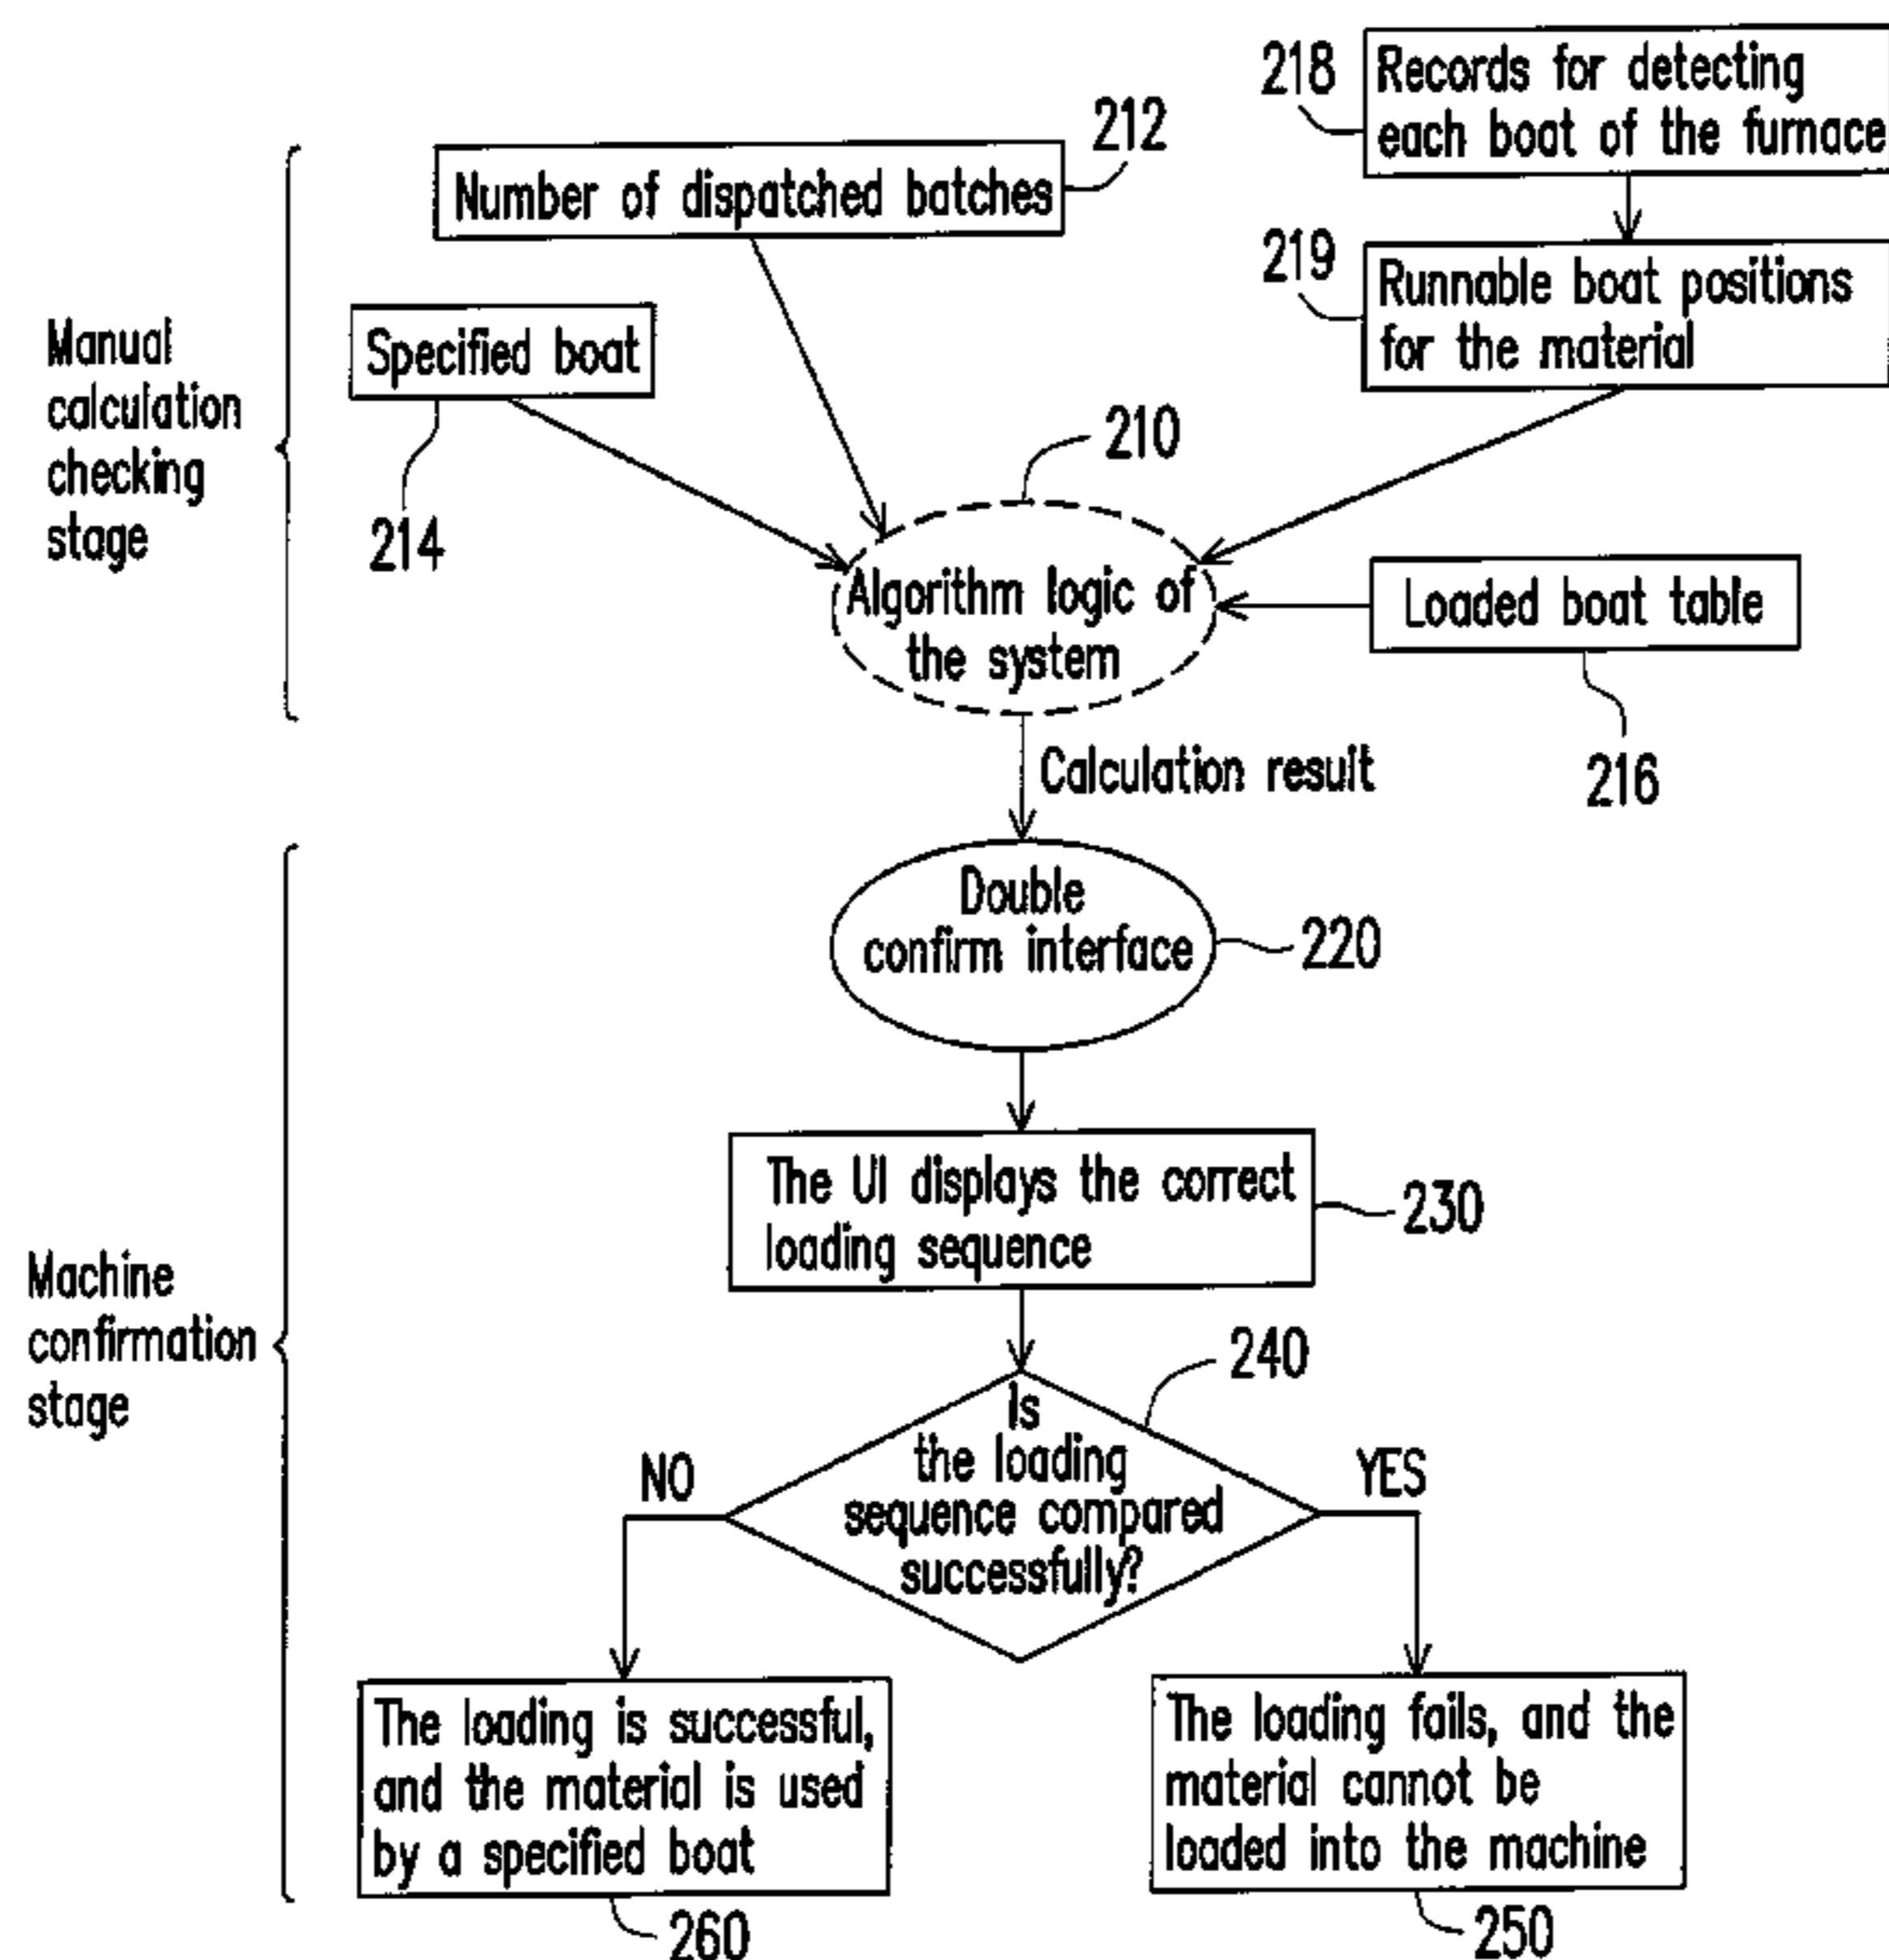 218
Records for detecting
each boat of the furnace
212
Number of dispatched batches
219
Runnable boat positions
for the material
Manual
calculation
checking
stage
Specified boat
214
210
Algorithm logic of
the system
Loaded boat table
216
Calculation result
Double
confirm interface
220
Machine
confirmation
stage
The UI displays the correct
loading sequence
230
240
Is
the loading
sequence compared
successfully?
NO
YES
The loading is successful,
and the material is used
by a specified boat
260
The loading fails, and the
material cannot be
loaded into the machine
250